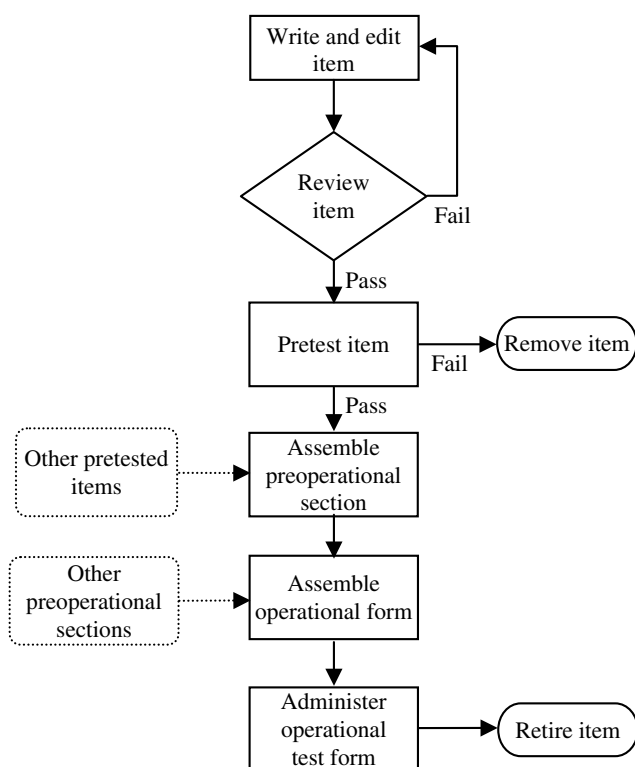 Write and edit
item
Review
item
Fail
Pass
Pretest item
Fail
Remove item
Pass
Other pretested
items
Assemble
preoperational
section
Other
preoperational
sections
Assemble
operational form
Administer
operational
test form
Retire item